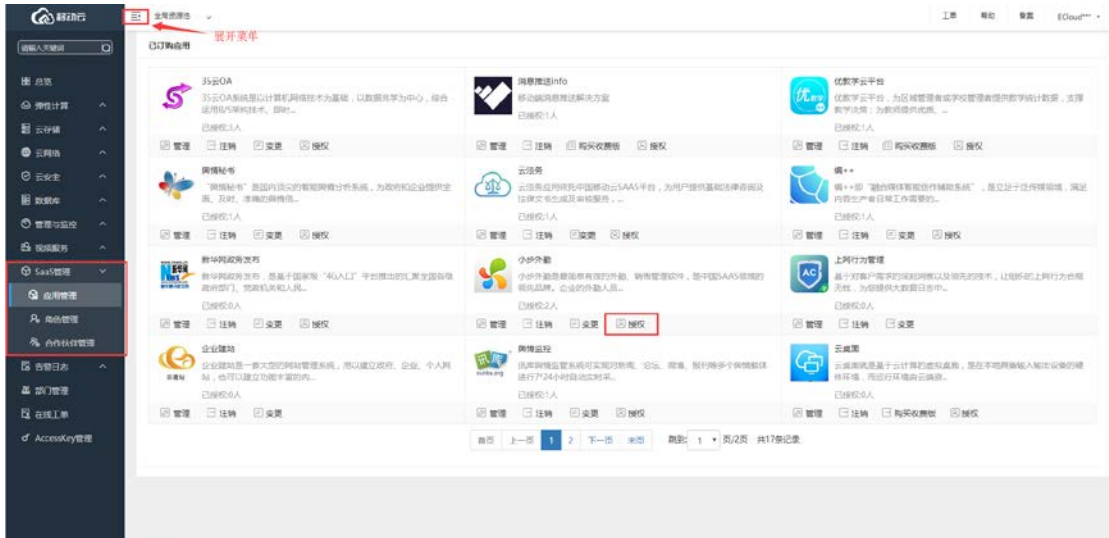 移动云
全局资源池
工单
帮助
备案
ECloud***
展开菜单
请输入关键词
已订购应用
总览
弹性计算
云存储
云网络
云安全
数据库
管理与监控
视频服务
SaaS管理
应用管理
角色管理
合作伙伴管理
告警日志
部门管理
在线工单
AccessKey管理
35云OA
35云OA系统是以计算机网络技术为基础，以数据共享为中心，综合
运用B/S架构技术、即时...
已授权:3人
管理 注销 变更 授权
消息推送info
移动端消息推送解决方案
已授权:1人
管理 注销 购买收费版 授权
优教学云平台
优教学云平台，为区域管理者或学校管理者提供教学统计数据，支撑
教学决策；为教师提供优质、...
已授权:1人
管理 注销 购买收费版 授权
舆情秘书
“舆情秘书”是国内顶尖的智能舆情分析系统，为政府和企业提供全
面、及时、准确的舆情信...
已授权:1人
管理 注销 变更 授权
云法务
云法务应用依托中国移动云SAAS平台，为用户提供基础法律咨询及
法律文书生成及审核服务，...
已授权:1人
管理 注销 变更 授权
编++
编++即“融合媒体智能创作辅助系统”，是立足于泛传媒领域，满足
内容生产者日常工作需要的...
已授权:1人
管理 注销 变更 授权
新华网政务发布
新华网政务发布，是基于国家级“4G入口”平台推出的汇聚全国各级
政府部门、党政机关和人民...
已授权:0人
管理 注销 变更 授权
小步外勤
小步外勤是最简单有效的外勤、销售管理软件，是中国SAAS领域的
领先品牌。企业的外勤人员...
已授权:2人
管理 注销 变更 授权
上网行为管理
基于对客户需求的深刻洞察以及领先的技术，让组织的上网行为合规
无忧，为您提供大数据日志中...
已授权:0人
管理 注销 变更
企业建站
企业建站是一套大型的网站管理系统，用以建立政府、企业、个人网
站，也可以建立功能丰富的内...
已授权:0人
管理 注销 变更
讯库
xunku.org
舆情监控
讯库舆情监管系统可实现对新闻、论坛、微博、报刊等多个舆情载体
进行7*24小时自动实时采...
已授权:1人
管理 注销 变更 授权
云桌面
云桌面就是基于云计算的虚拟桌面，是在本地具备输入输出设备的硬
件环境，而运行环境由云端资...
已授权:0人
管理 注销 购买收费版 授权
首页 上一页 1 2 下一页 末页 跳到: 1 页/2页 共17条记录